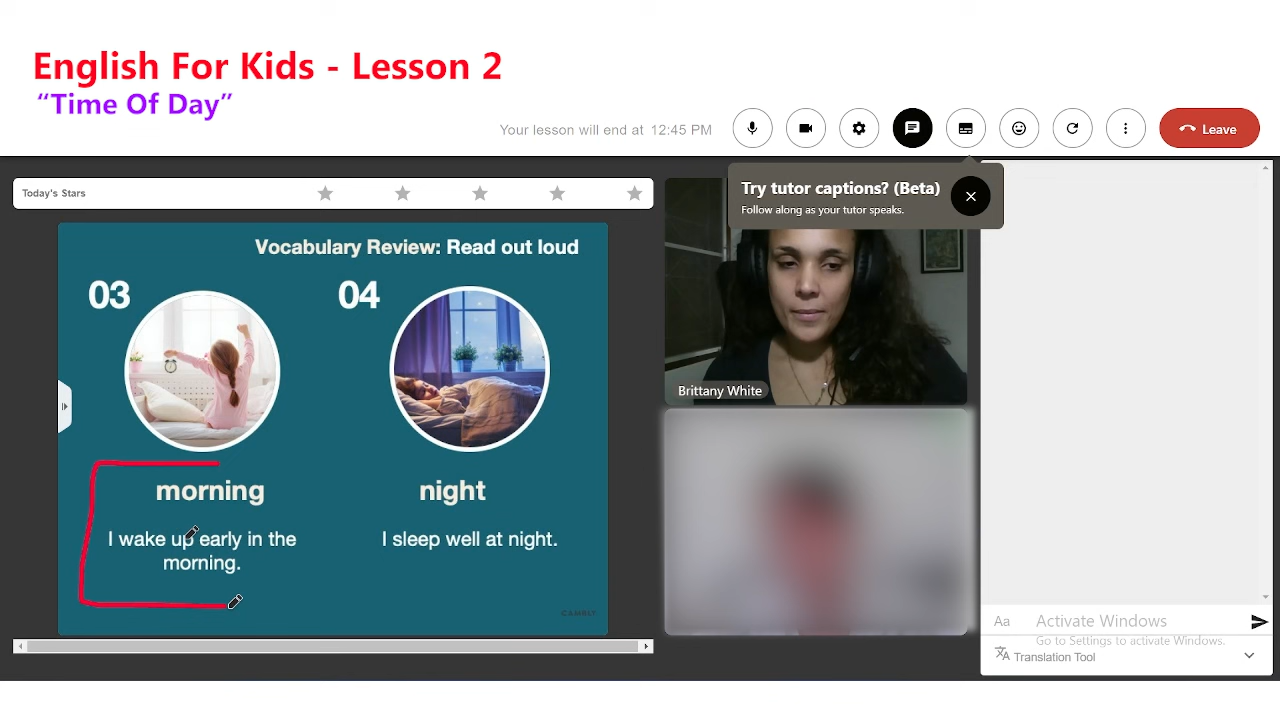 English For Kids - Lesson 2
“Time Of Day”
Your lesson will end at 12:45 PM
Leave
Today's Stars
Try tutor captions? (Beta)
Follow along as your tutor speaks.
Vocabulary Review: Read out loud
03
04
morning
night
I wake up early in the
morning.
I sleep well at night.
CAMBLY
Brittany White
Aa
Activate Windows
Go to Settings to activate Windows.
Translation Tool